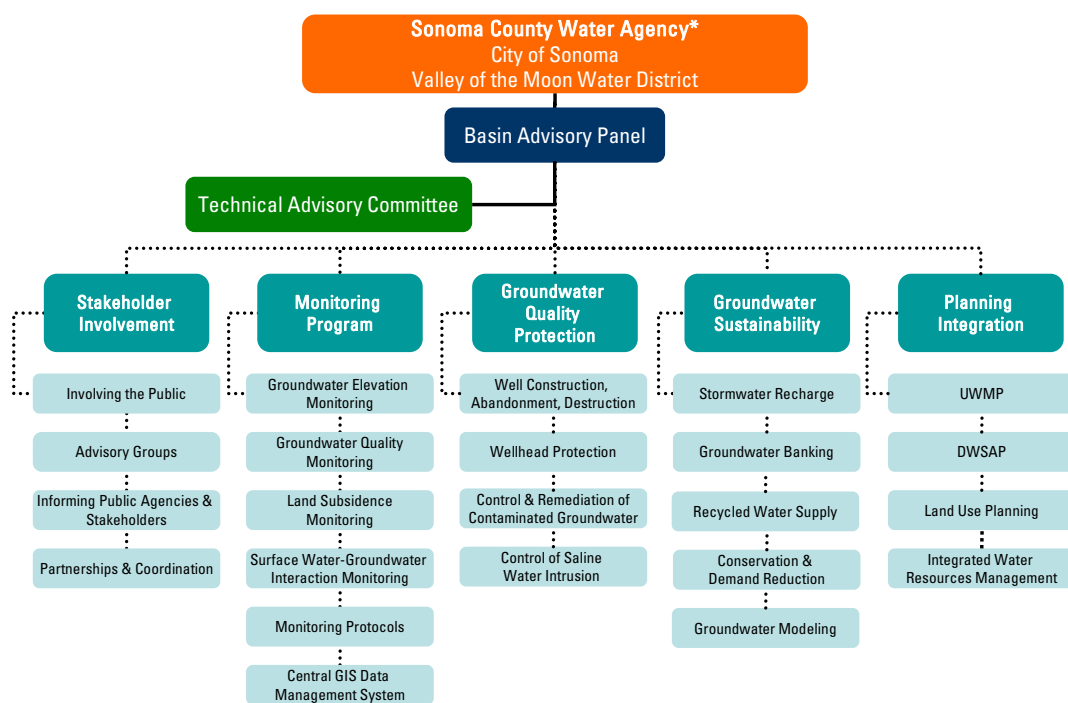 Sonoma County Water Agency*
City of Sonoma
Valley of the Moon Water District
Basin Advisory Panel
Technical Advisory Committee
Stakeholder
Involvement
Involving the Public
Advisory Groups
Informing Public Agencies &
Stakeholders
Partnerships & Coordination
Monitoring
Program
Groundwater Elevation
Monitoring
Groundwater Quality
Monitoring
Land Subsidence
Monitoring
Surface Water-Groundwater
Interaction Monitoring
Monitoring Protocols
Central GIS Data
Management System
Groundwater
Quality
Protection
Well Construction,
Abandonment, Destruction
Wellhead Protection
Control & Remediation of
Contaminated Groundwater
Control of Saline
Water Intrusion
Groundwater
Sustainability
Stormwater Recharge
Groundwater Banking
Recycled Water Supply
Conservation &
Demand Reduction
Groundwater Modeling
Planning
Integration
UWMP
DWSAP
Land Use Planning
Integrated Water
Resources Management